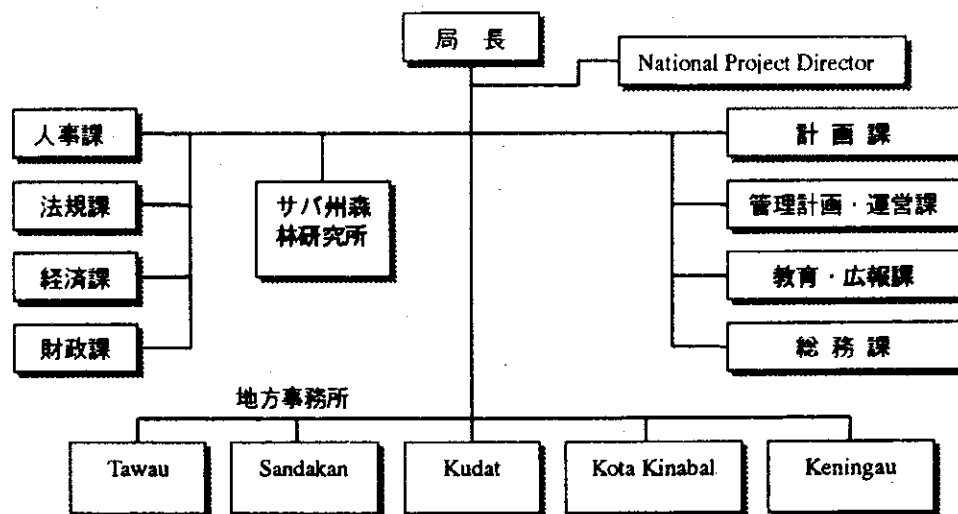 局 長
National Project Director
人事課
計 画 課
法規課
サバ州森
林研究所
管理計画・運営課
経済課
教育・広報課
財政課
総 務 課
地方事務所
Tawau
Sandakan
Kudat
Kota Kinabal
Keningau